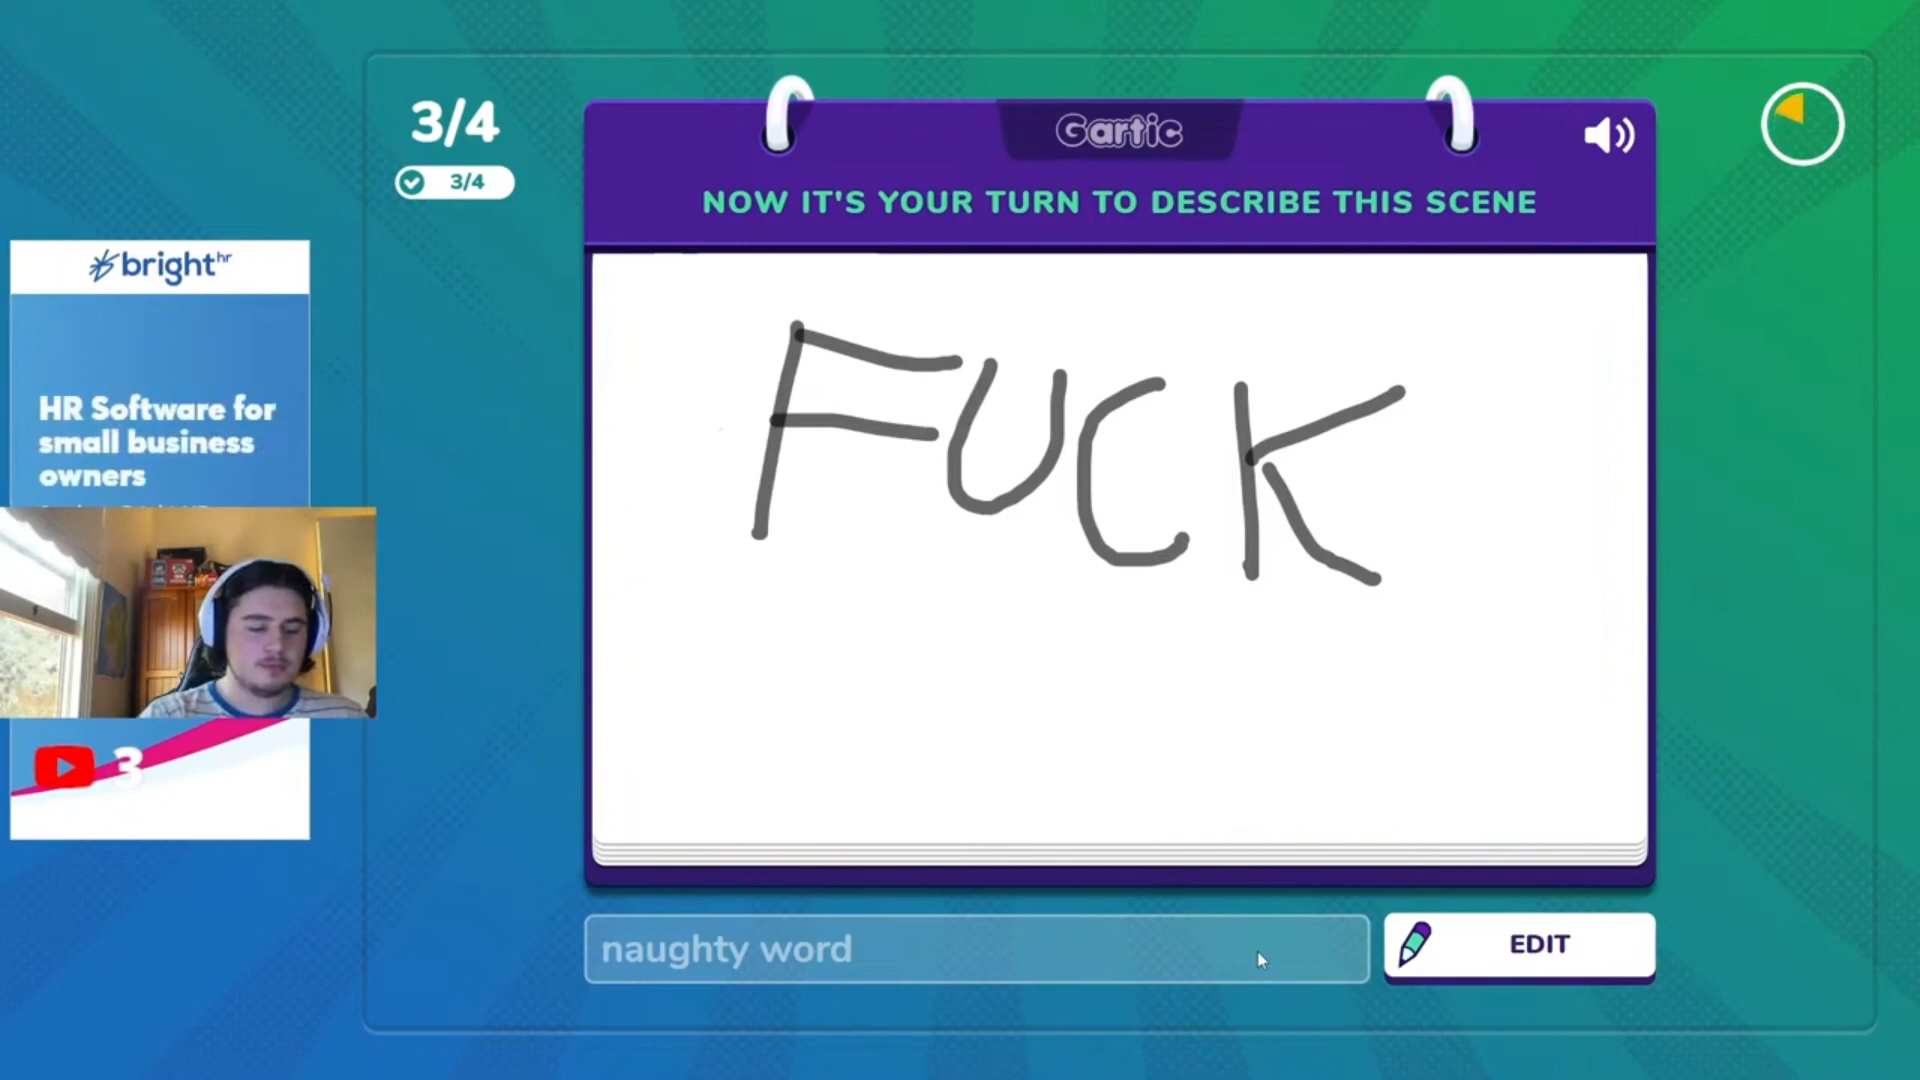 3/4
3/4
Gartic
NOW IT'S YOUR TURN TO DESCRIBE THIS SCENE
bright hr
HR Software for
small business
owners
3
FUCK
naughty word
EDIT